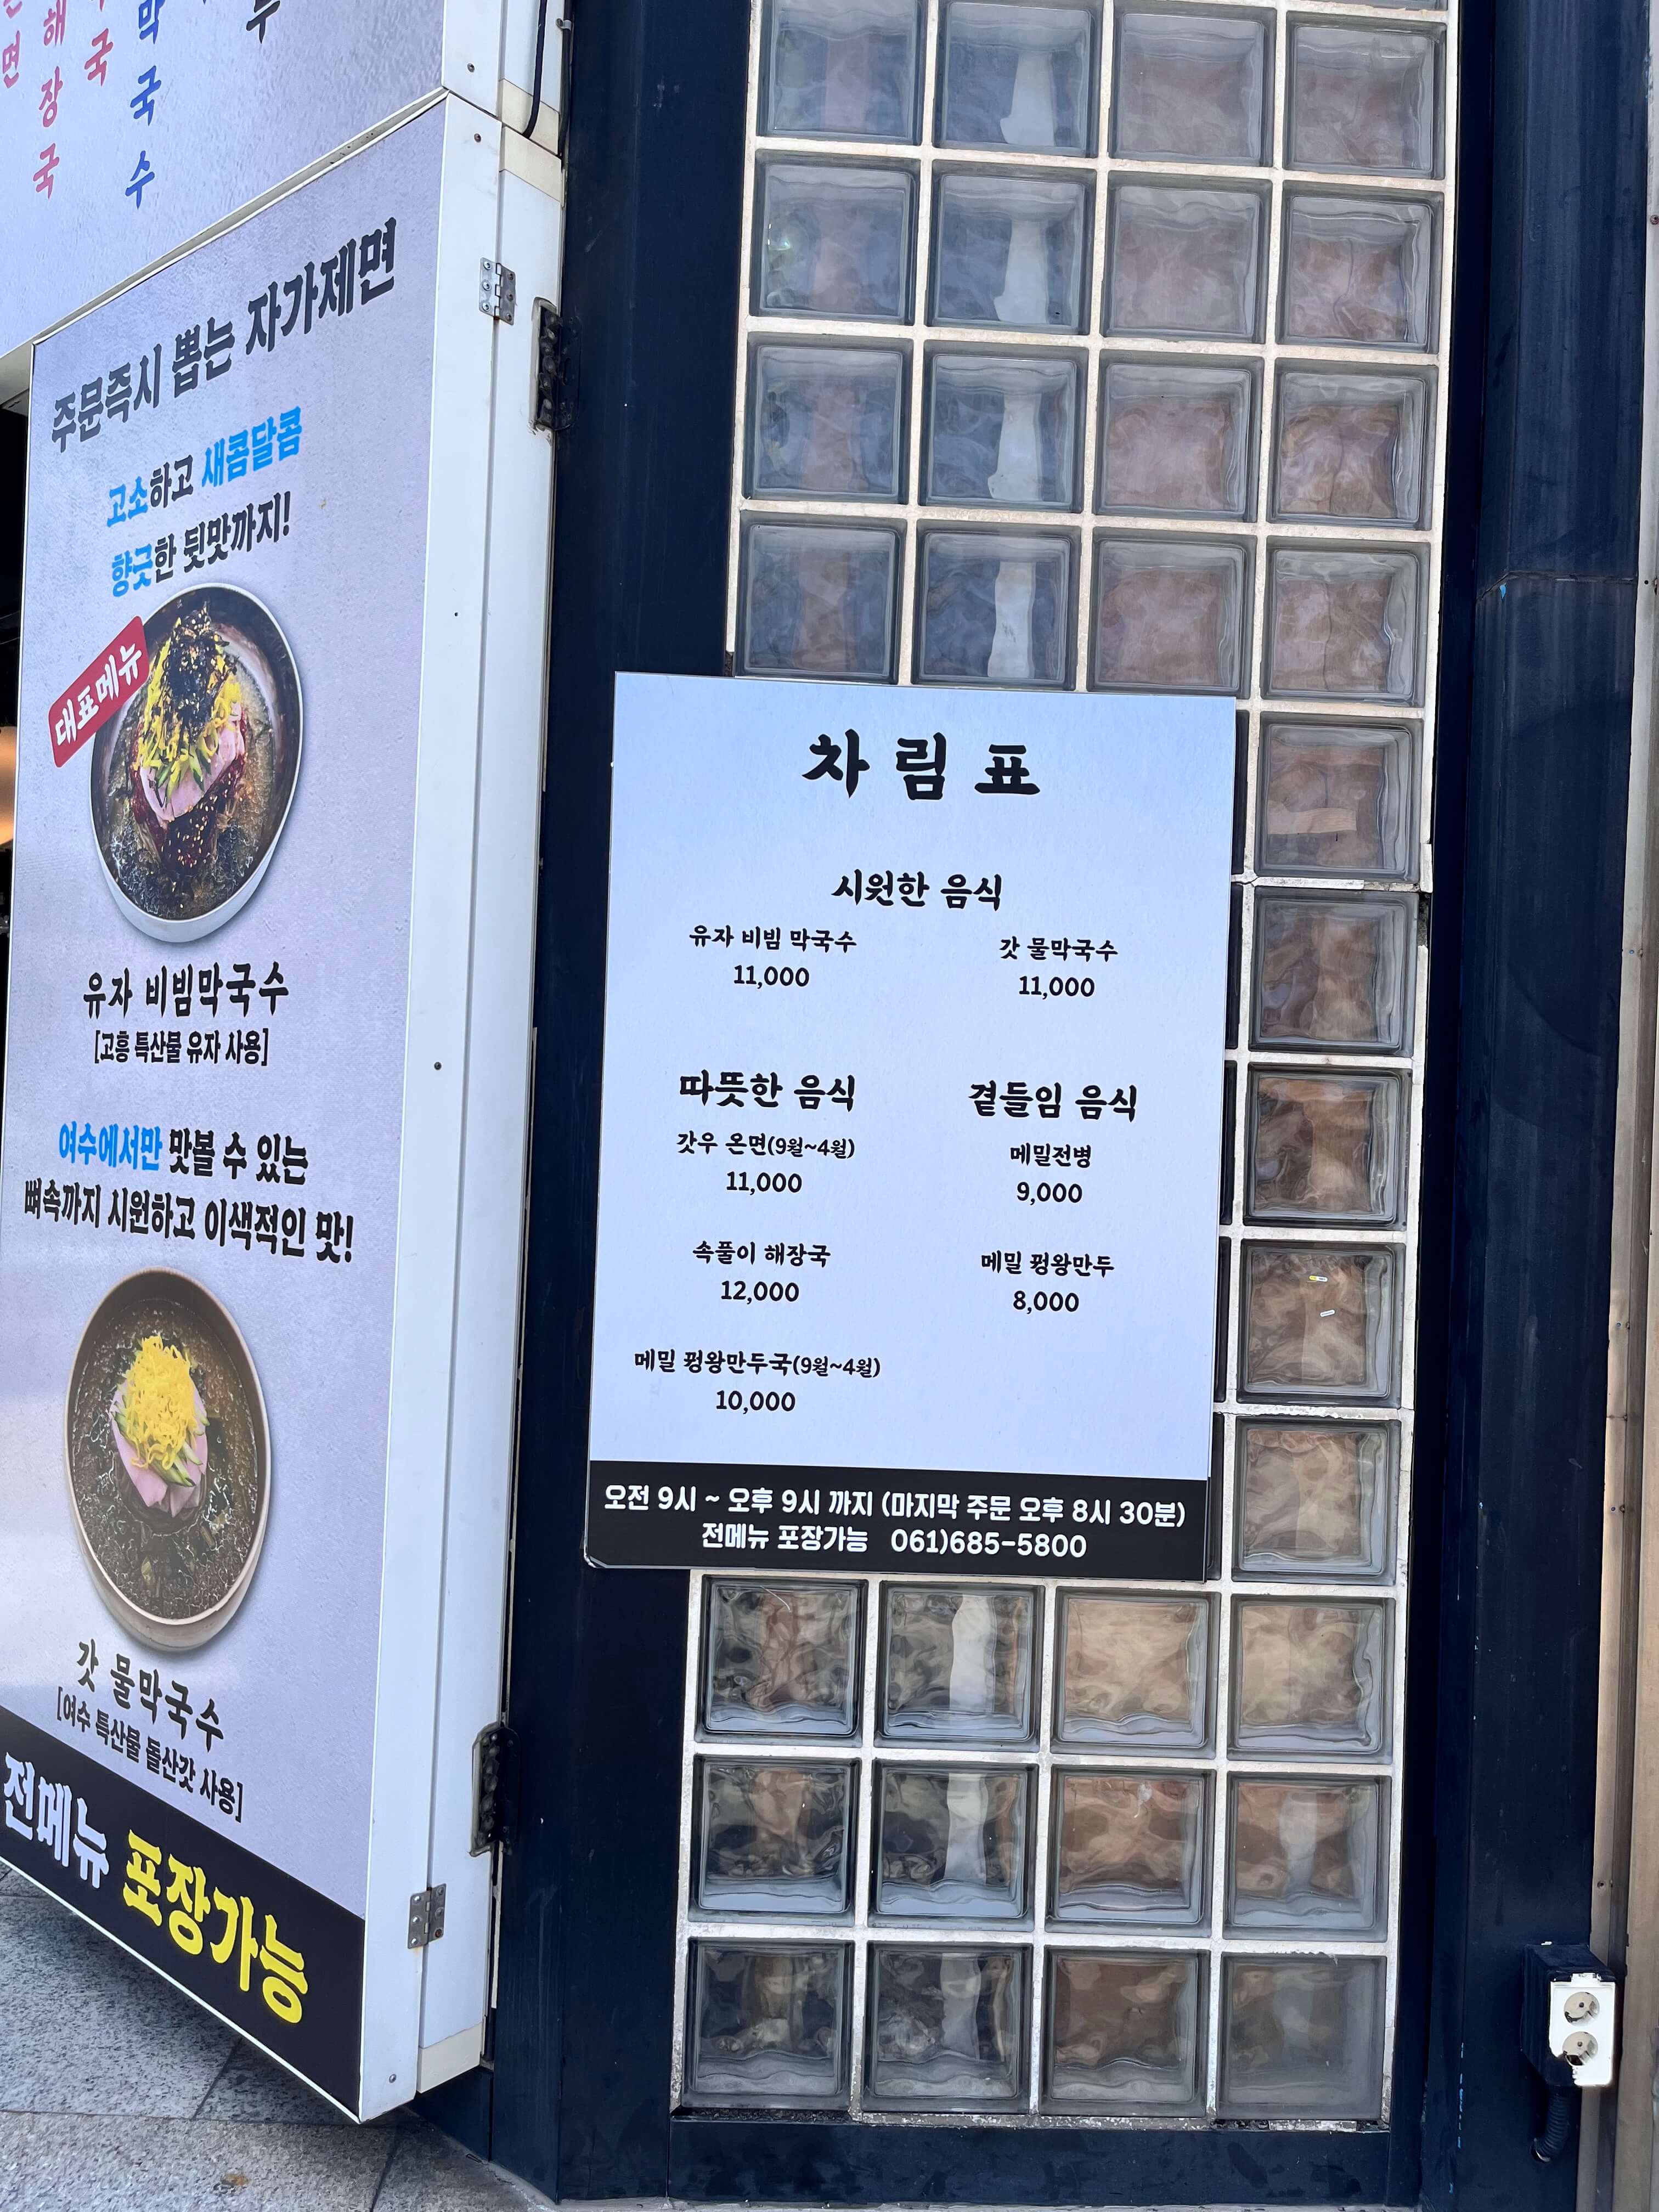 해장국
국
막국수
주문즉시 뽑는 자가제면
고소하고 새콤달콤
향긋한 뒷맛까지!
대표메뉴
유자 비빔막국수
[고흥 특산물 유자 사용]
여수에서만 맛볼 수 있는
뼈속까지 시원하고 이색적인 맛!
갓 물막국수
[여수 특산물 돌산갓 사용]
전메뉴 포장가능
차림표
시원한 음식
유자 비빔 막국수
11,000
갓 물막국수
11,000
따뜻한 음식
갓우 온면(9월~4월)
11,000
속풀이 해장국
12,000
메밀 꿩왕만두국(9월~4월)
10,000
곁들임 음식
메밀전병
9,000
메밀 꿩왕만두
8,000
오전 9시 ~ 오후 9시 까지 (마지막 주문 오후 8시 30분)
전메뉴 포장가능 061)685-5800